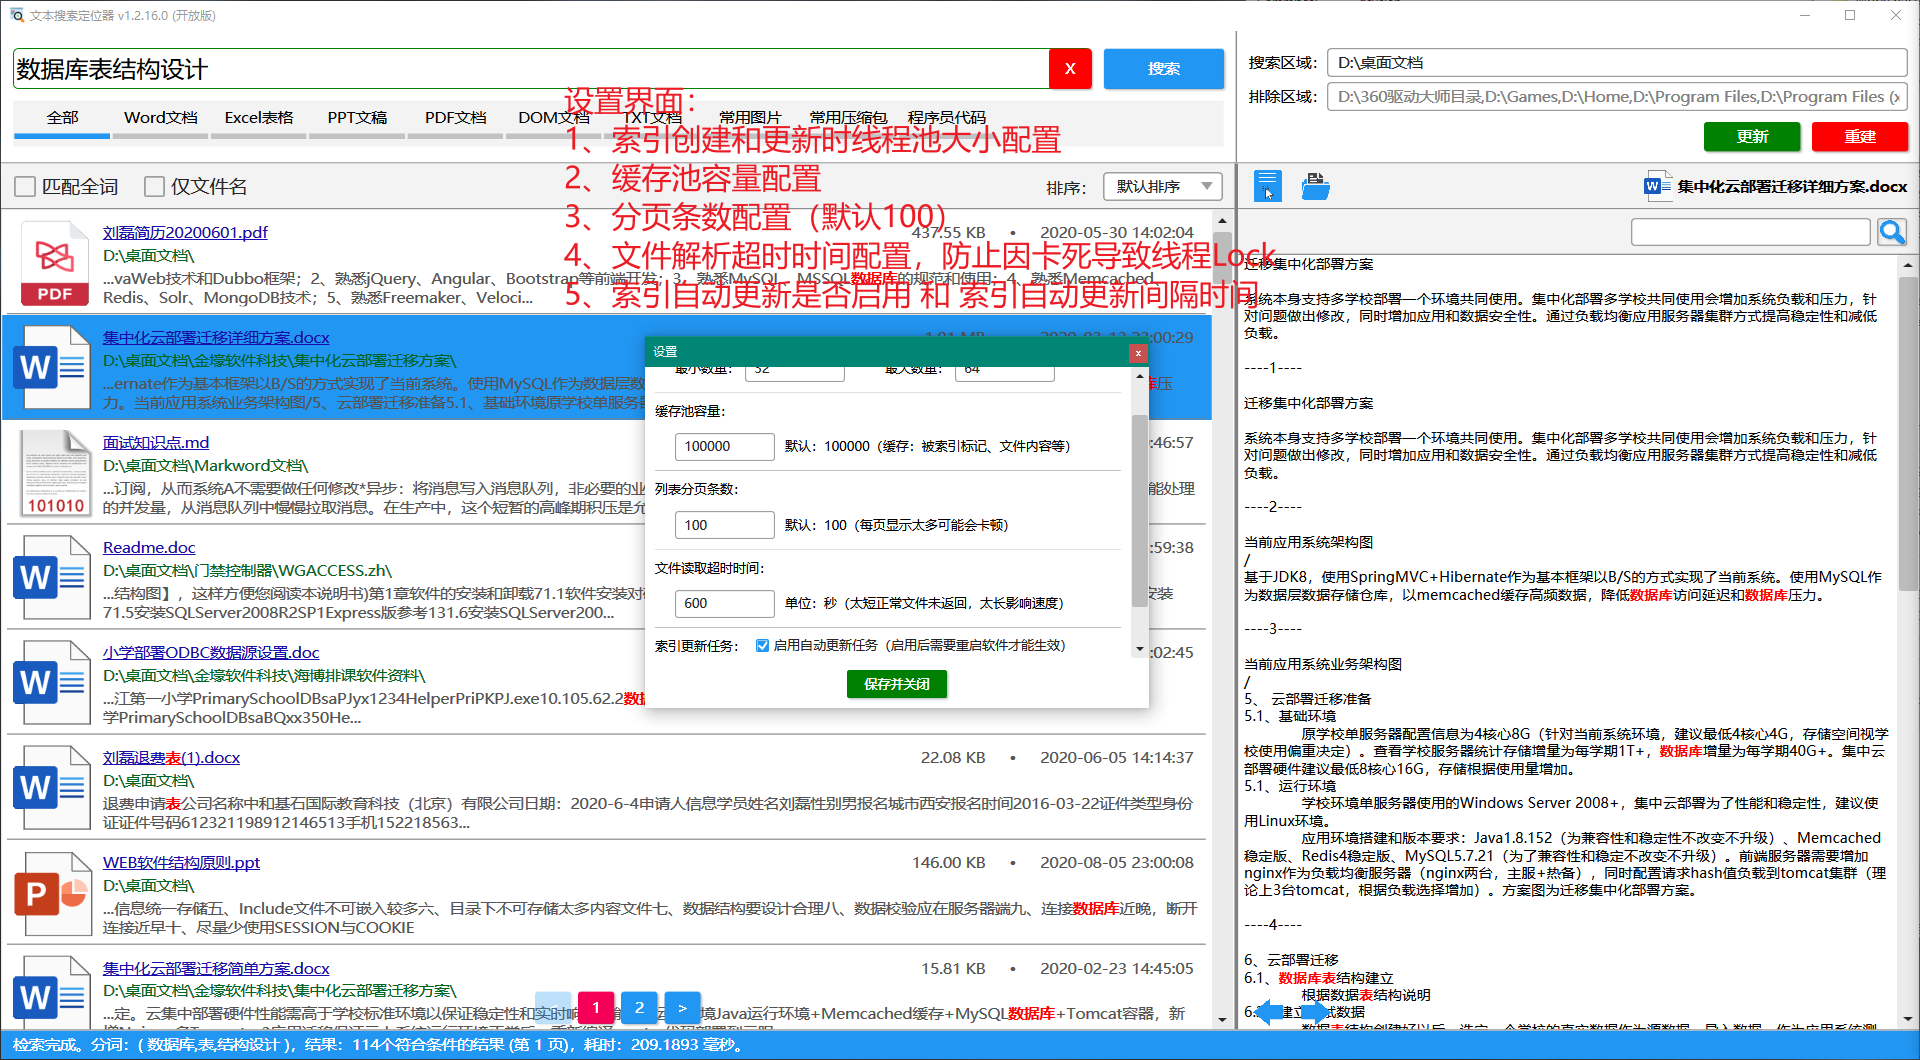 文本搜索定位器 v1.2.16.0 (开放版)
数据库表结构设计
X
搜索
全部
Word文档
Excel表格
PPT文稿
PDF文档
DOM文档
TXT文档
常用图片
常用压缩包
程序员代码
设置界面：
1、索引创建和更新时线程池大小配置
2、缓存池容量配置
3、分页条数配置（默认100）
4、文件解析超时时间配置，防止因卡死导致线程Lock
5、索引自动更新是否启用 和 索引自动更新间隔时间
搜索区域：
D:\桌面文档
排除区域：
D:\360驱动大师目录,D:\Games,D:\Home,D:\Program Files,D:\Program Files (x
更新
重建
匹配全词
仅文件名
排序：
默认排序
刘磊简历20200601.pdf
437.55 KB • 2020-05-30 14:02:04
D:\桌面文档\
...vaWeb技术和Dubbo框架；2、熟悉jQuery、Angular、Bootstrap等前端开发；3、熟悉MySQL、MSSQL数据库的规范和使用；4、熟悉Memcached、
Redis、Solr、MongoDB技术；5、熟悉Freemaker、Veloci...
PDF
集中化云部署迁移详细方案.docx
1.01 MB
00:29
D:\桌面文档\金壕软件科技\集中化云部署迁移方案\
...ernate作为基本框架以B/S的方式实现了当前系统。使用MySQL作为数据层数
库压
力。当前应用系统业务架构图/5、云部署迁移准备5.1、基础环境原学校单服务器
面试知识点.md
:46:57
D:\桌面文档\Markword文档\
...订阅，从而系统A不需要做任何修改*异步：将消息写入消息队列，非必要的业
能处理
的并发量，从消息队列中慢慢拉取消息。在生产中，这个短暂的高峰期积压是允
101010
Readme.doc
:59:38
D:\桌面文档\门禁控制器\WGACCESS.zh\
...结构图】，这样方便您阅读本说明书)第1章软件的安装和卸载71.1软件安装对
安装
71.5安装SQLServer2008R2SP1Express版参考131.6安装SQLServer200...
小学部署ODBC数据源设置.doc
:02:45
D:\桌面文档\金壕软件科技\海博排课软件资料\
...江第一小学PrimarySchoolDBsaPJyx1234HelperPriPKPJ.exe10.105.62.2数据
学PrimarySchoolDBsaBQxx350He...
刘磊退费表(1).docx
22.08 KB • 2020-06-05 14:14:37
D:\桌面文档\
退费申请表公司名称中和基石国际教育科技（北京）有限公司日期：2020-6-4申请人信息学员姓名刘磊性别男报名城市西安报名时间2016-03-22证件类型身份
证证件号码612321198912146513手机152218563...
WEB软件结构原则.ppt
146.00 KB • 2020-08-05 23:00:08
D:\桌面文档\
...信息统一存储五、Include文件不可嵌入较多六、目录下不可存储太多内容文件七、数据结构要设计合理八、数据校验应在服务器端九、连接数据库近晚，断开
连接近早十、尽量少使用SESSION与COOKIE
集中化云部署迁移简单方案.docx
15.81 KB • 2020-02-23 14:45:05
D:\桌面文档\金壕软件科技\集中化云部署迁移方案\
...定。云集中部署硬件性能需高于学校标准环境以保证稳定性和实时响
境Java运行环境+Memcached缓存+MySQL数据库+Tomcat容器，新
1
2
>
设置
x
最小数量：
32
最大数量：
64
缓存池容量：
100000
默认：100000（缓存：被索引标记、文件内容等）
列表分页条数：
100
默认：100（每页显示太多可能会卡顿）
文件读取超时时间：
600
单位：秒（太短正常文件未返回，太长影响速度）
索引更新任务：
启用自动更新任务（启用后需要重启软件才能生效）
保存并关闭
集中化云部署迁移详细方案.docx
迁移集中化部署方案
系统本身支持多学校部署一个环境共同使用。集中化部署多学校共同使用会增加系统负载和压力，针
对问题做出修改，同时增加应用和数据安全性。通过负载均衡应用服务器集群方式提高稳定性和减低
负载。
----1----
迁移集中化部署方案
系统本身支持多学校部署一个环境共同使用。集中化部署多学校共同使用会增加系统负载和压力，针
对问题做出修改，同时增加应用和数据安全性。通过负载均衡应用服务器集群方式提高稳定性和减低
负载。
----2----
当前应用系统架构图
/
基于JDK8，使用SpringMVC+Hibernate作为基本框架以B/S的方式实现了当前系统。使用MySQL作
为数据层数据存储仓库，以memcached缓存高频数据，降低数据库访问延迟和数据库压力。
----3----
当前应用系统业务架构图
/
5、 云部署迁移准备
5.1、基础环境
原学校单服务器配置信息为4核心8G（针对当前系统环境，建议最低4核心4G，存储空间视学
校使用偏重决定）。查看学校服务器统计存储增量为每学期1T+，数据库增量为每学期40G+。集中云
部署硬件建议最低8核心16G，存储根据使用量增加。
5.1、运行环境
学校环境单服务器使用的Windows Server 2008+，集中云部署为了性能和稳定性，建议使
用Linux环境。
应用环境搭建和版本要求：Java1.8.152（为兼容性和稳定性不改变不升级）、Memcached
稳定版、Redis4稳定版、MySQL5.7.21（为了兼容性和稳定不改变不升级）。前端服务器需要增加
nginx作为负载均衡服务器（nginx两台，主服+热备），同时配置请求hash值负载到tomcat集群（理
论上3台tomcat，根据负载选择增加）。方案图为迁移集中化部署方案。
----4----
6、云部署迁移
6.1、数据库表结构建立
根据数据表结构说明
试数据
检索完成。分词：( 数据库,表,结构设计 )，结果：114个符合条件的结果 (第 1 页)，耗时：209.1893 毫秒。